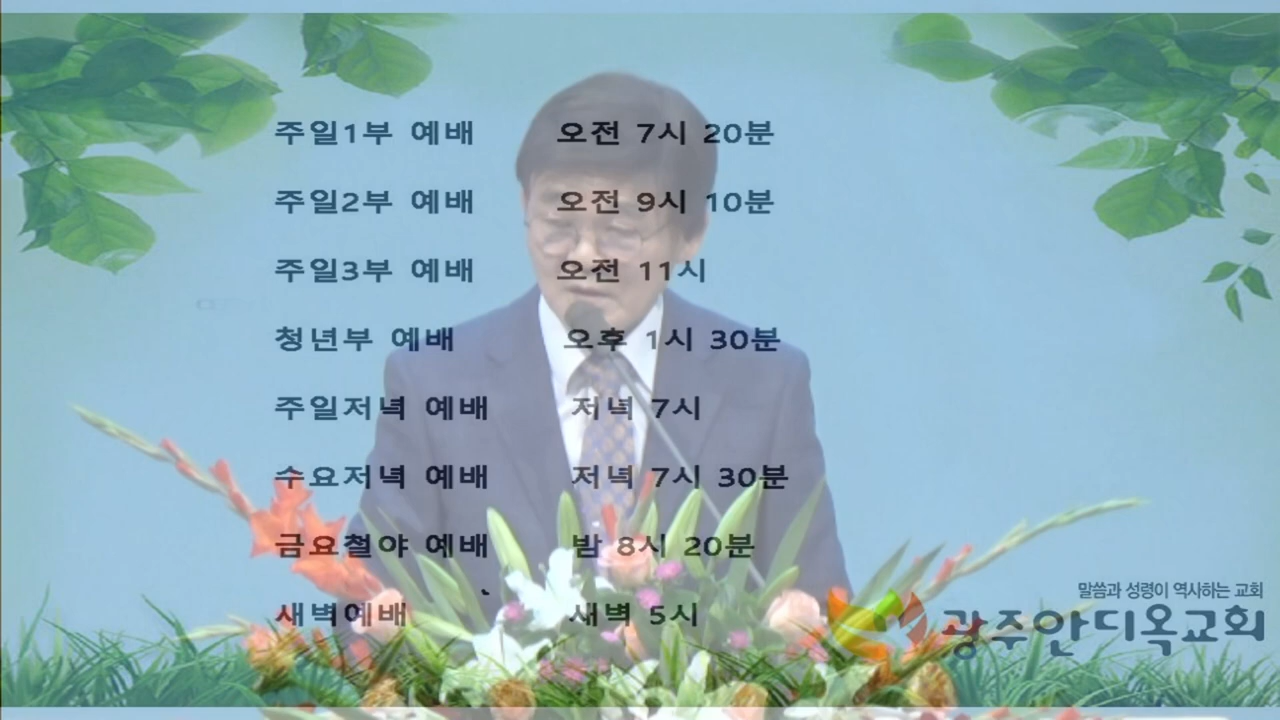 주일1부 예배 오전 7시 20분
주일2부 예배 오전 9시 10분
주일3부 예배 오전 11시
청년부 예배 오후 1시 30분
주일저녁 예배 저녁 7시
수요저녁 예배 저녁 7시 30분
금요철야 예배 밤 8시 20분
새벽예배 새벽 5시
말씀과 성령이 역사하는 교회
광주안디옥교회